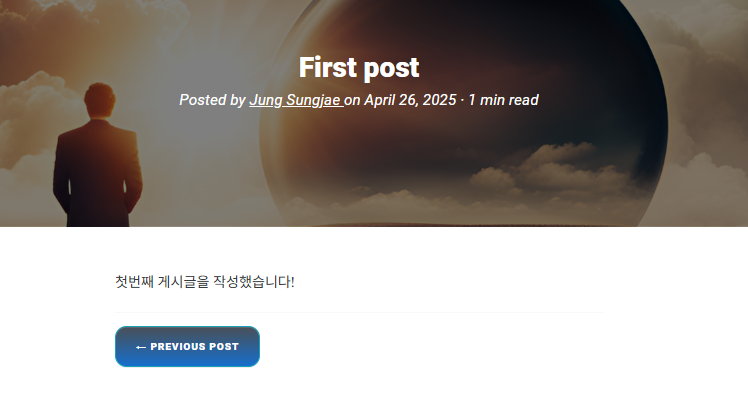 First post
Posted by Jung Sungjae on April 26, 2025 · 1 min read
첫번째 게시글을 작성했습니다!
← PREVIOUS POST